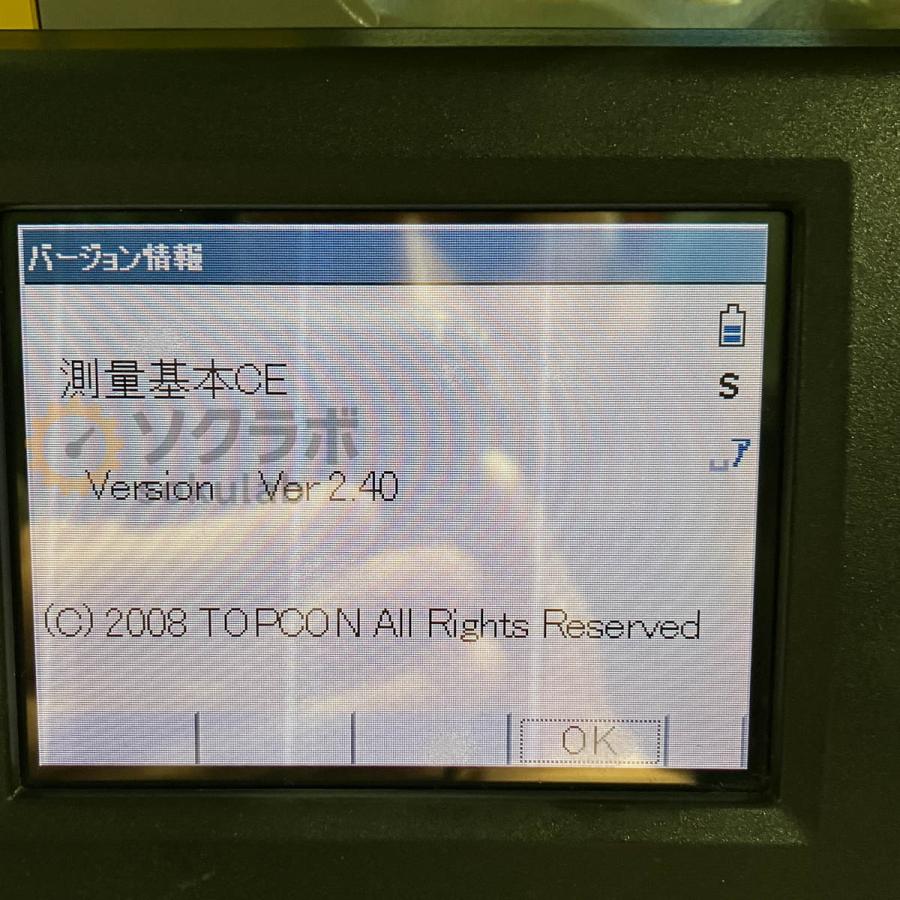 バージョン情報
測量基本CE
S
ソクラボ
ア
Version Ver 2.40
(C) 2008 TOPCON All Rights Reserved
OK